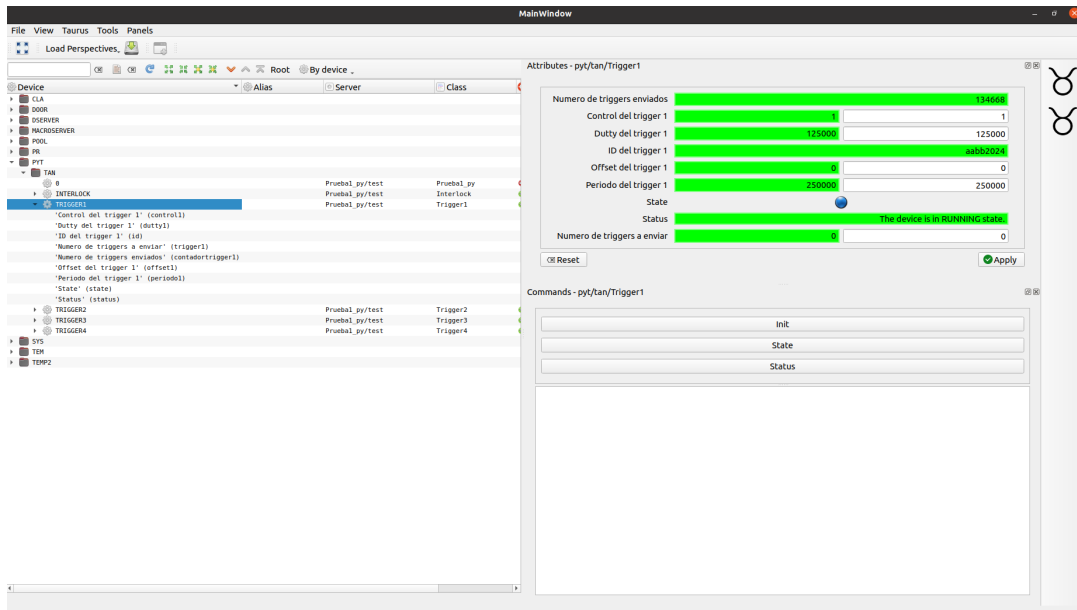 MainWindow
File View Taurus Tools Panels
Load Perspectives.
Root By device
Device Alias Server Class
CLA
DOOR
DSERVER
MACROSERVER
POOL
PR
PYT
TAN
0 Prueba1_py/test Prueba1_py
INTERLOCK Prueba1_py/test Interlock
TRIGGER1 Prueba1_py/test Trigger1
'Control del trigger 1' (control1)
'Dutty del trigger 1' (dutty1)
'ID del trigger 1' (id)
'Numero de triggers a enviar' (trigger1)
'Numero de triggers enviados' (contadortrigger1)
'Offset del trigger 1' (offset1)
'Periodo del trigger 1' (periodo1)
'State' (state)
'Status' (status)
TRIGGER2 Prueba1_py/test Trigger2
TRIGGER3 Prueba1_py/test Trigger3
TRIGGER4 Prueba1_py/test Trigger4
SYS
TEM
TEMP2
Attributes - pyt/tan/Trigger1
Numero de triggers enviados 134668
Control del trigger 1 1 1
Dutty del trigger 1 125000 125000
ID del trigger 1 aabb2024
Offset del trigger 1 0 0
Periodo del trigger 1 250000 250000
State
Status The device is in RUNNING state.
Numero de triggers a enviar 0 0
Reset Apply
Commands - pyt/tan/Trigger1
Init
State
Status